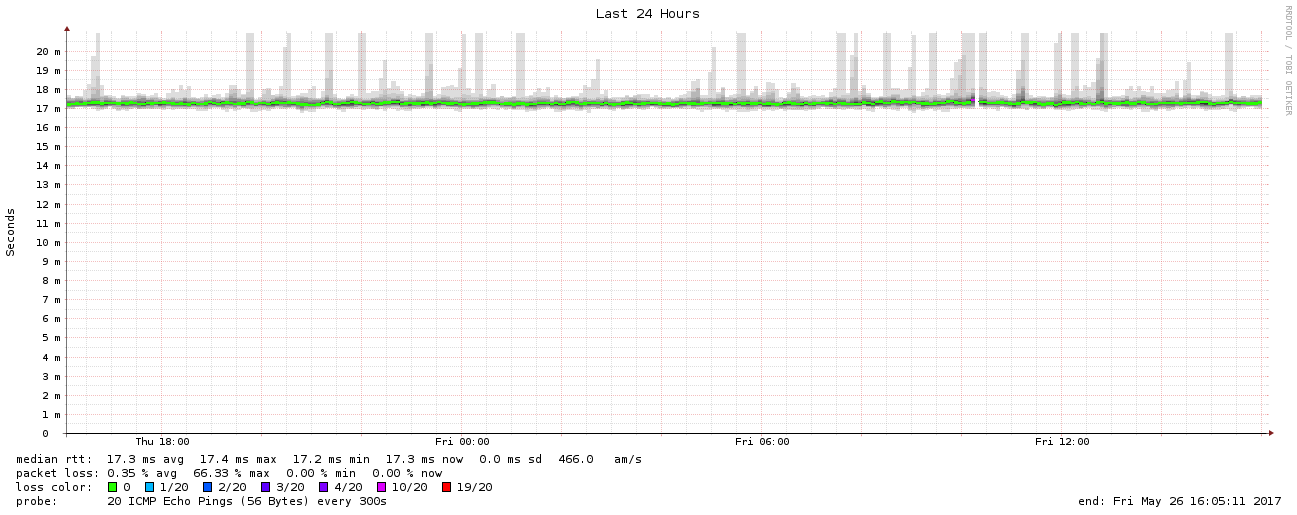 Last 24 Hours
RRDTOOL / TOBI OETIKER
Seconds
20 m
19 m
18 m
17 m
16 m
15 m
14 m
13 m
12 m
11 m
10 m
9 m
8 m
7 m
6 m
5 m
4 m
3 m
2 m
1 m
0
Thu 18:00 Fri 00:00 Fri 06:00 Fri 12:00
median rtt: 17.3 ms avg 17.4 ms max 17.2 ms min 17.3 ms now 0.0 ms sd 466.0 am/s
packet loss: 0.35 % avg 66.33 % max 0.00 % min 0.00 % now
loss color: 0 1/20 2/20 3/20 4/20 10/20 19/20
probe: 20 ICMP Echo Pings (56 Bytes) every 300s end: Fri May 26 16:05:11 2017